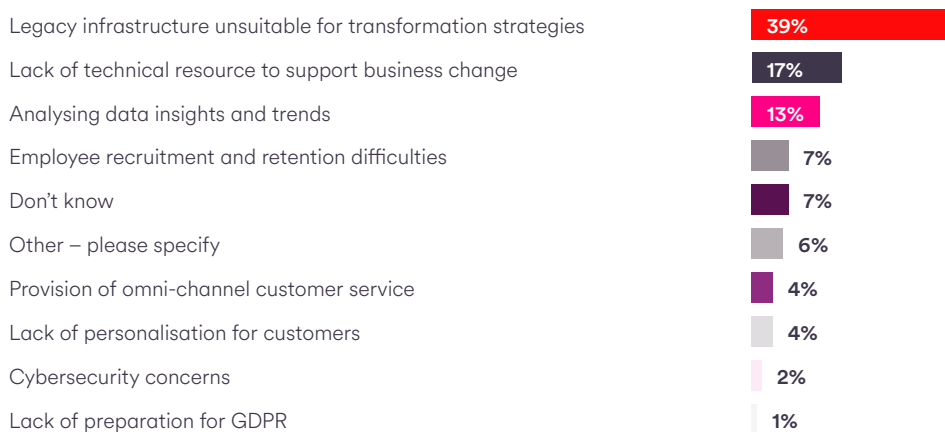 Legacy infrastructure unsuitable for transformation strategies 39%
Lack of technical resource to support business change 17%
Analysing data insights and trends 13%
Employee recruitment and retention difficulties 7%
Don’t know 7%
Other – please specify 6%
Provision of omni-channel customer service 4%
Lack of personalisation for customers 4%
Cybersecurity concerns 2%
Lack of preparation for GDPR 1%